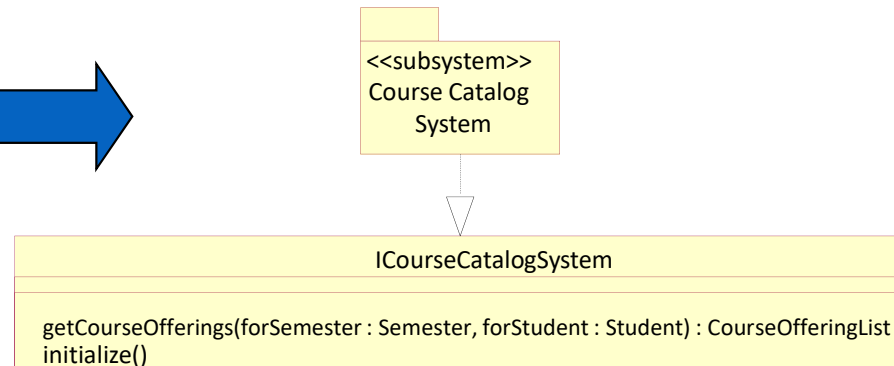 <<subsystem>>
Course Catalog
System
ICourseCatalogSystem
getCourseOfferings(forSemester : Semester, forStudent : Student) : CourseOfferingList
initialize()